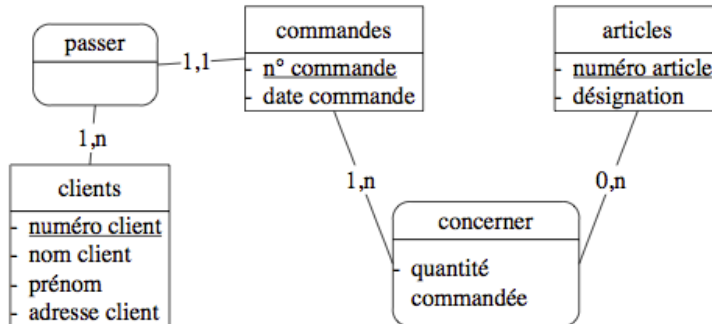 passer
1,1
commandes
- n° commande
- date commande
articles
- numéro article
- désignation
1,n
clients
- numéro client
- nom client
- prénom
- adresse client
1,n
0,n
concerner
- quantité
commandée